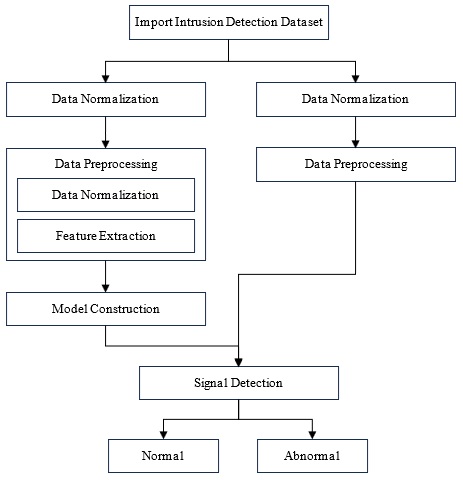 Import Intrusion Detection Dataset
Data Normalization
Data Normalization
Data Preprocessing
Data Normalization
Feature Extraction
Data Preprocessing
Model Construction
Signal Detection
Normal
Abnormal